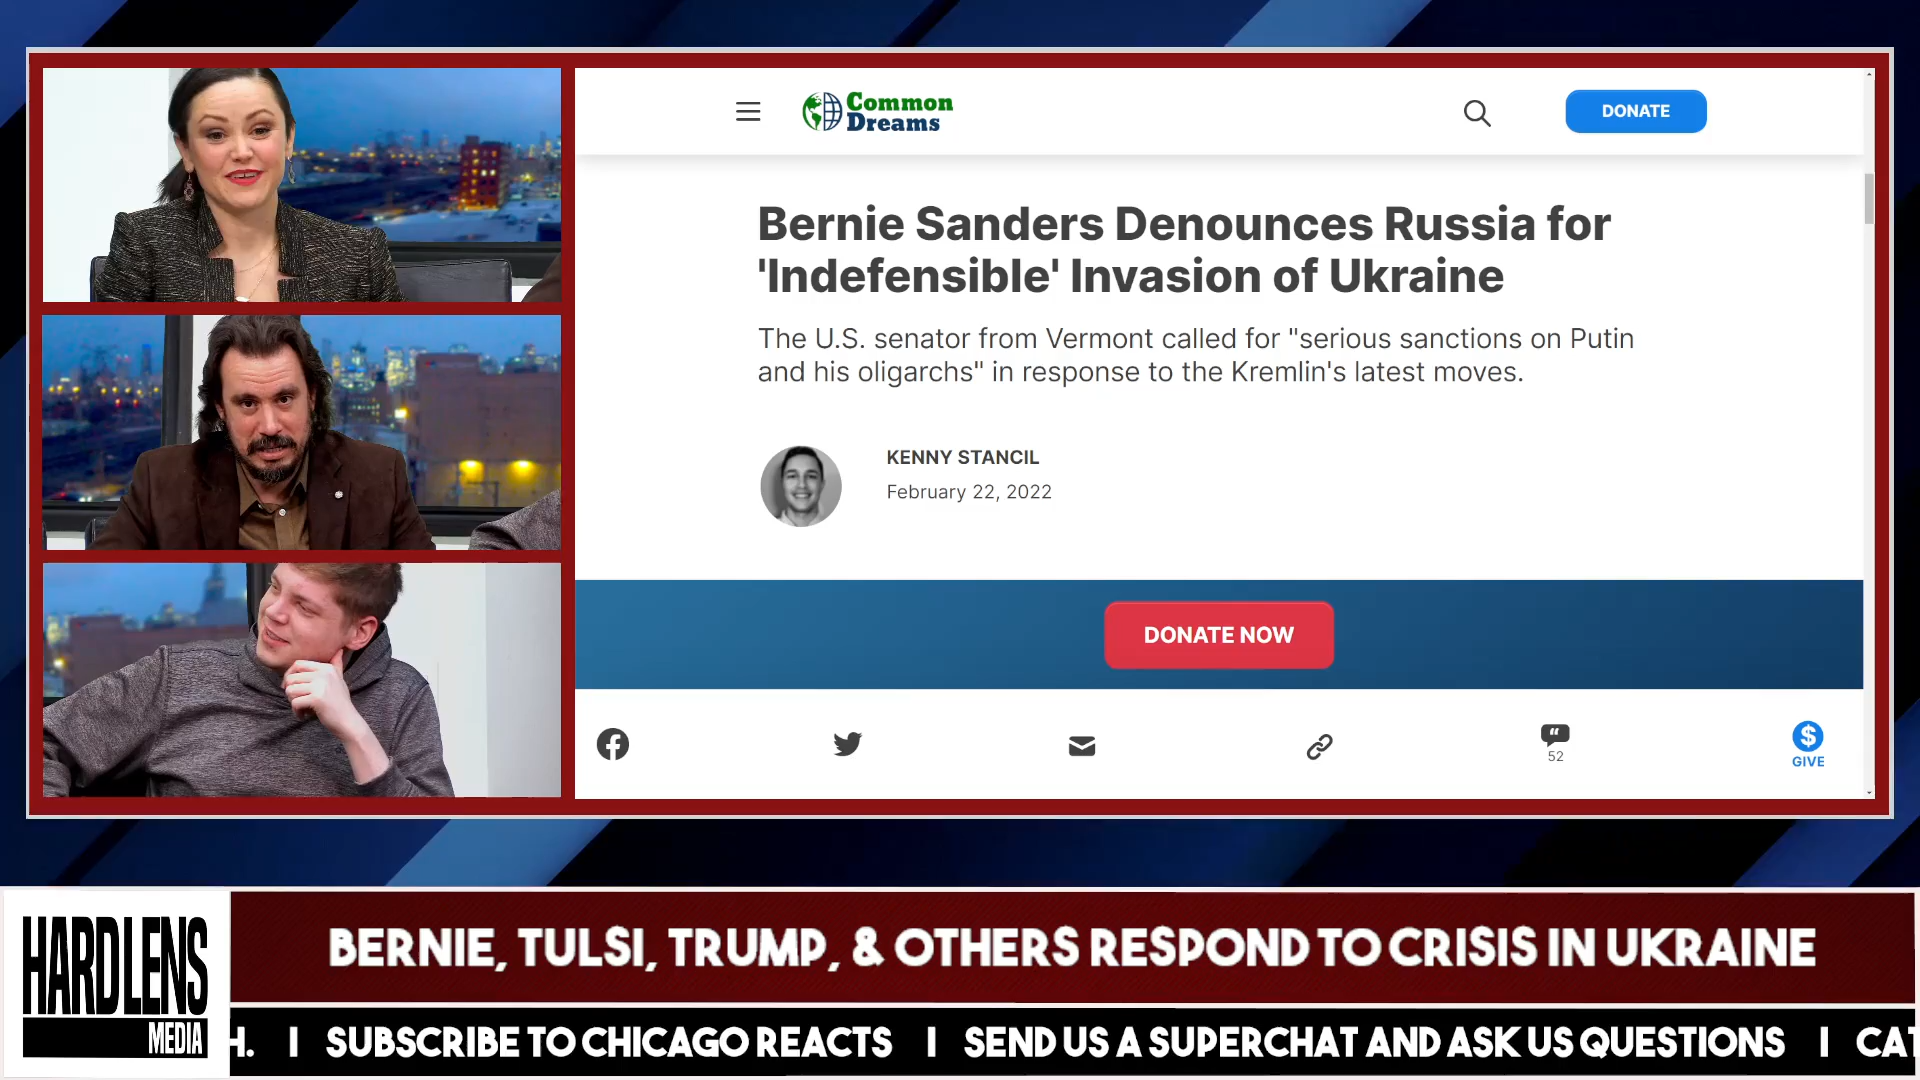 Common
Dreams
DONATE
Bernie Sanders Denounces Russia for
'Indefensible' Invasion of Ukraine
The U.S. senator from Vermont called for "serious sanctions on Putin
and his oligarchs" in response to the Kremlin's latest moves.
KENNY STANCIL
February 22, 2022
DONATE NOW
52
GIVE
HARD LENS
MEDIA
BERNIE, TULSI, TRUMP, & OTHERS RESPOND TO CRISIS IN UKRAINE
H. | SUBSCRIBE TO CHICAGO REACTS | SEND US A SUPERCHAT AND ASK US QUESTIONS |